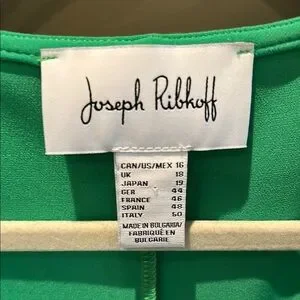 Joseph Ribkoff
CAN/US/MEX 16
UK 18
JAPAN 19
GER 44
FRANCE 46
SPAIN 48
ITALY 50
MADE IN BULGARIA/
FABRIQUÉ EN
BULGARIE